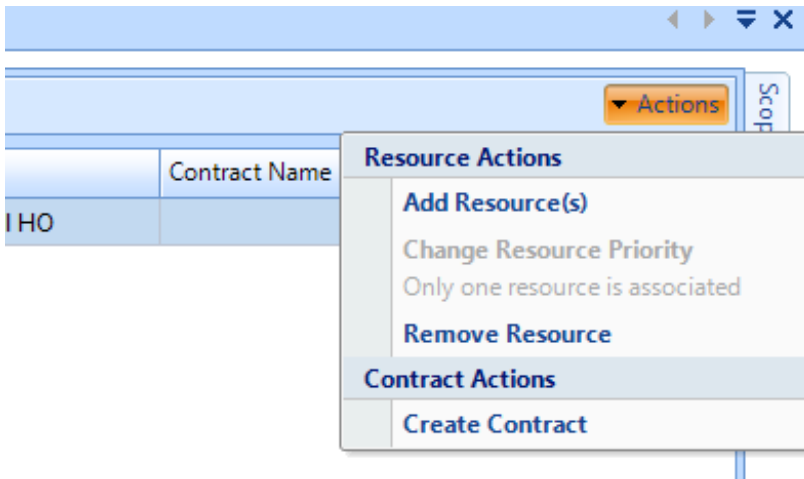 Actions
Scop
Resource Actions
Contract Name
Add Resource(s)
I HO
Change Resource Priority
Only one resource is associated
Remove Resource
Contract Actions
Create Contract